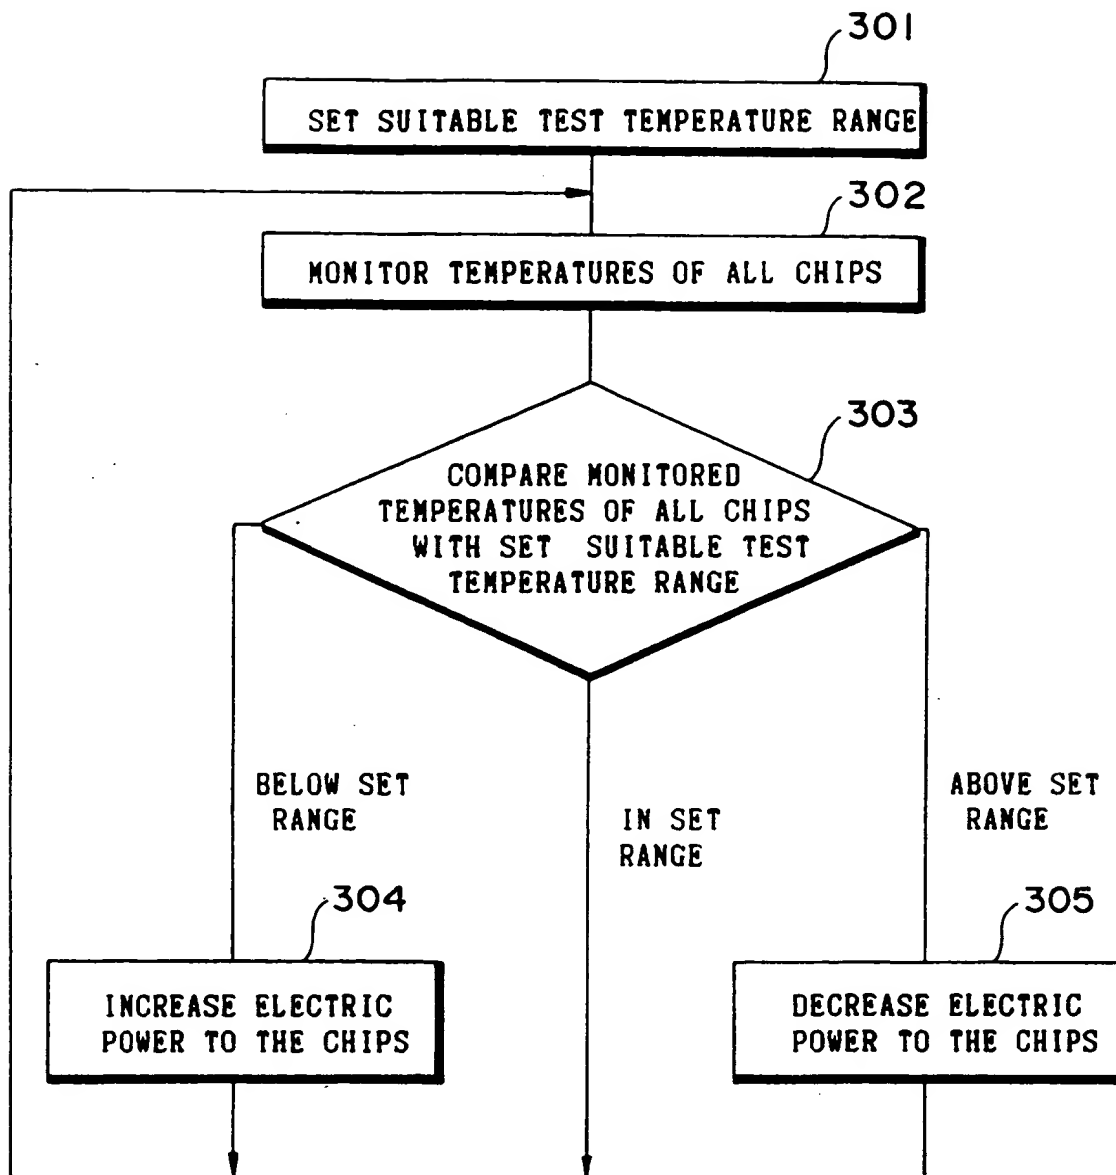 301
SET SUITABLE TEST TEMPERATURE RANGE
302
MONITOR TEMPERATURES OF ALL CHIPS
303
COMPARE MONITORED
TEMPERATURES OF ALL CHIPS
WITH SET SUITABLE TEST
TEMPERATURE RANGE
BELOW SET
RANGE
IN SET
RANGE
ABOVE SET
RANGE
304
INCREASE ELECTRIC
POWER TO THE CHIPS
305
DECREASE ELECTRIC
POWER TO THE CHIPS